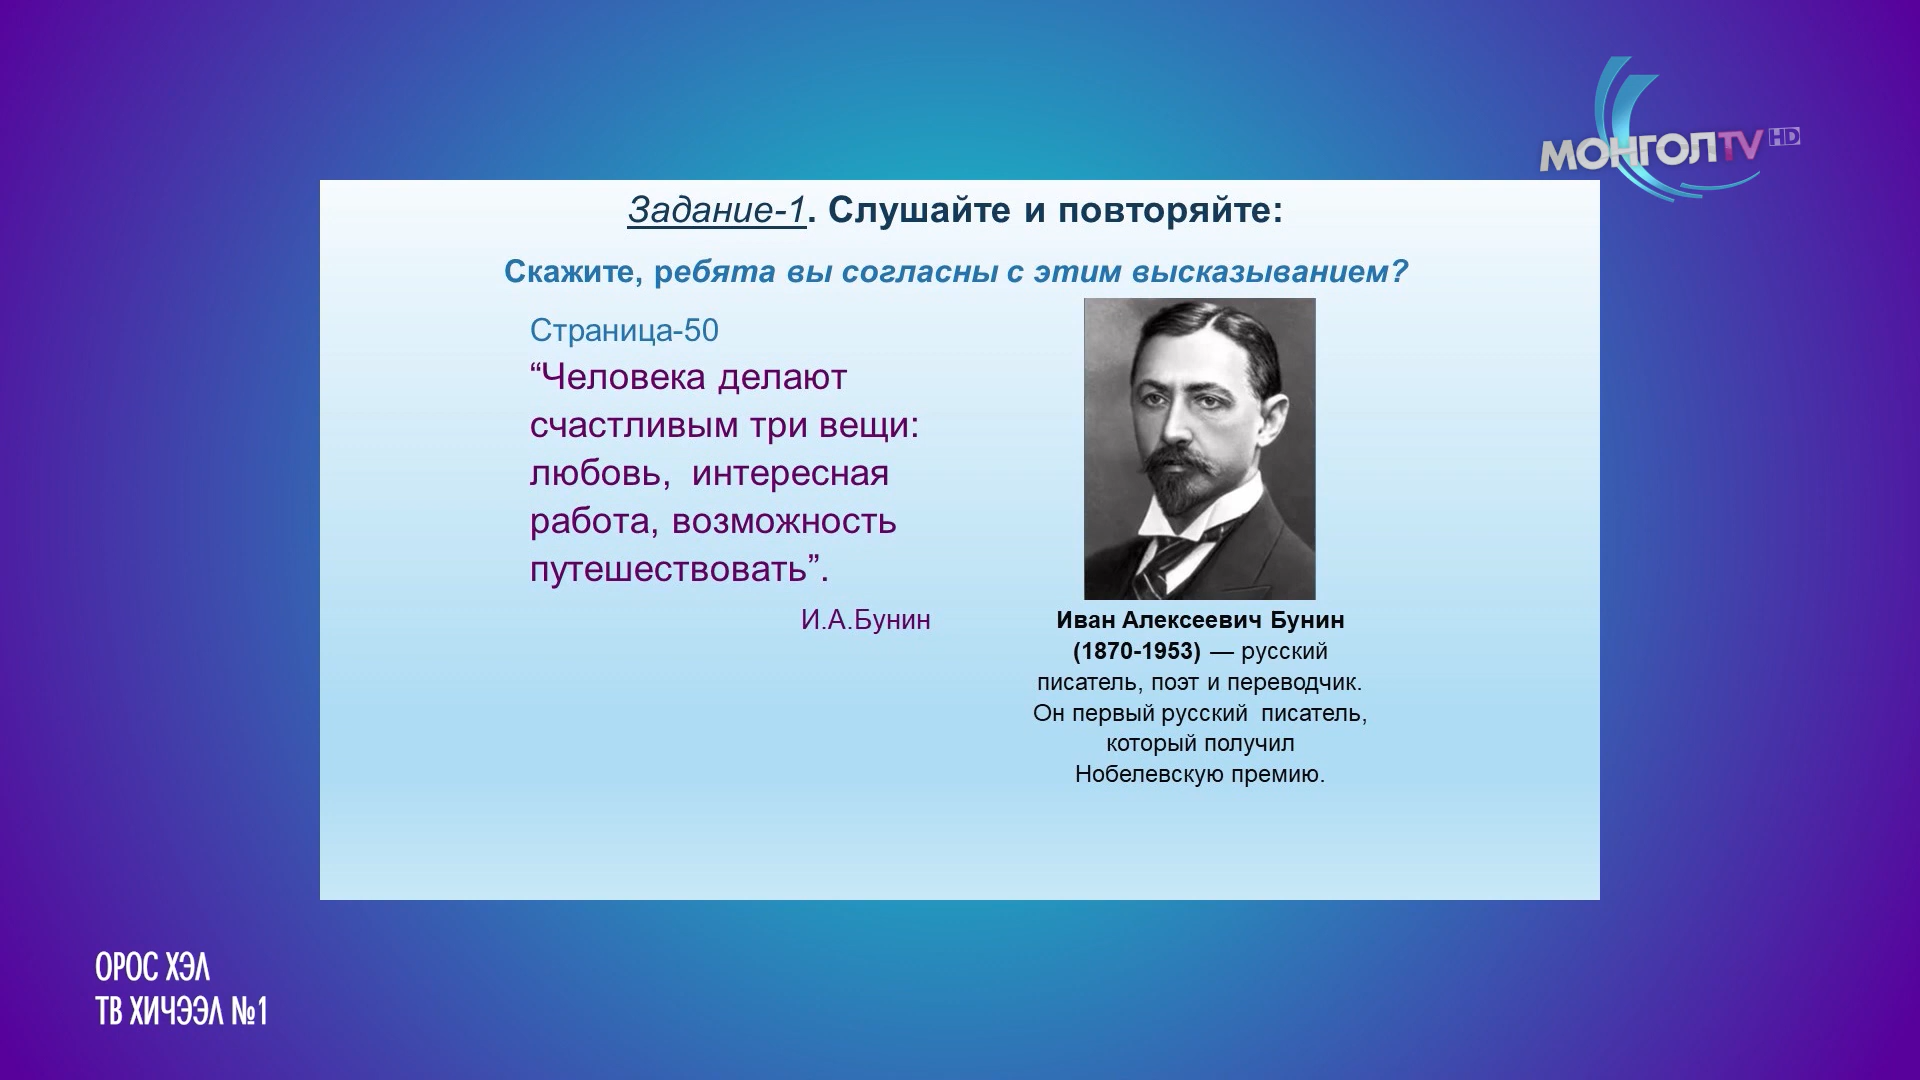 МОНГОЛTV HD
Задание-1. Слушайте и повторяйте:
Скажите, ребята вы согласны с этим высказыванием?
Страница-50
“Человека делают
счастливым три вещи:
любовь, интересная
работа, возможность
путешествовать”.
И.А.Бунин
Иван Алексеевич Бунин
(1870-1953) — русский
писатель, поэт и переводчик.
Он первый русский писатель,
который получил
Нобелевскую премию.
ОРОС ХЭЛ
ТВ ХИЧЭЭЛ №1